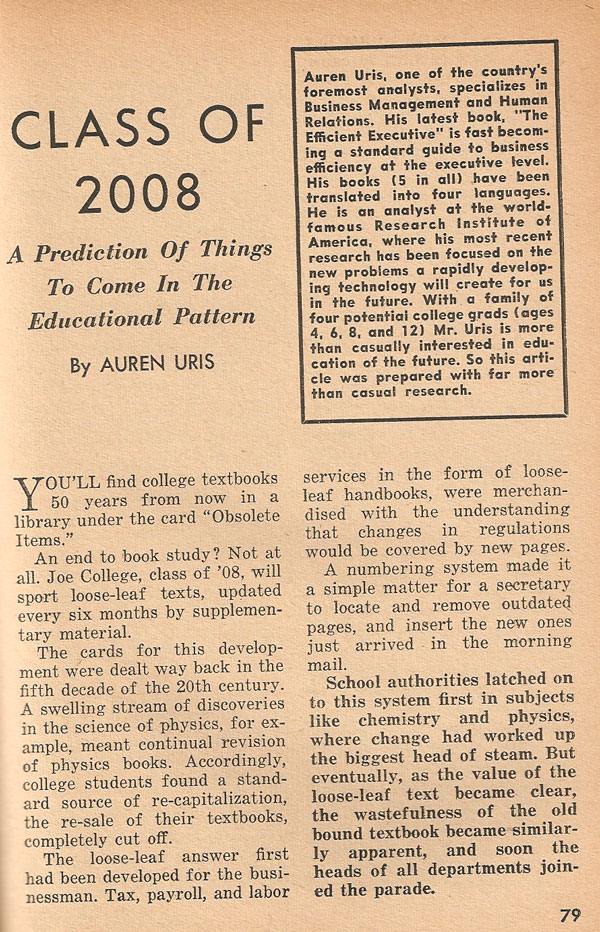 CLASS OF
2008
A Prediction Of Things
To Come In The
Educational Pattern
By AUREN URIS
Auren Uris, one of the country's
foremost analysts, specializes in
Business Management and Human
Relations. His latest book, "The
Efficient Executive" is fast becom-
ing a standard guide to business
efficiency at the executive level.
His books (5 in all) have been
translated into four languages.
He is an analyst at the world-
famous Research Institute of
America, where his most recent
research has been focused on the
new problems a rapidly develop-
ing technology will create for us
in the future. With a family of
four potential college grads (ages
4, 6, 8, and 12) Mr. Uris is more
than casually interested in edu-
cation of the future. So this arti-
cle was prepared with far more
than casual research.
YOU'LL find college textbooks
50 years from now in a
library under the card "Obsolete
Items."
An end to book study? Not at
all. Joe College, class of '08, will
sport loose-leaf texts, updated
every six months by supplemen-
tary material.
The cards for this develop-
ment were dealt way back in the
fifth decade of the 20th century.
A swelling stream of discoveries
in the science of physics, for ex-
ample, meant continual revision
of physics books. Accordingly,
college students found a stand-
ard source of re-capitalization,
the re-sale of their textbooks,
completely cut off.
The loose-leaf answer first
had been developed for the busi-
nessman. Tax, payroll, and labor
services in the form of loose-
leaf handbooks, were merchan-
dised with the understanding
that changes in regulations
would be covered by new pages.
A numbering system made it
a simple matter for a secretary
to locate and remove outdated
pages, and insert the new ones
just arrived in the morning
mail.
School authorities latched on
to this system first in subjects
like chemistry and physics,
where change had worked up
the biggest head of steam. But
eventually, as the value of the
loose-leaf text became clear,
the wastefulness of the old
bound textbook became similar-
ly apparent, and soon the
heads of all departments join-
ed the parade.
79